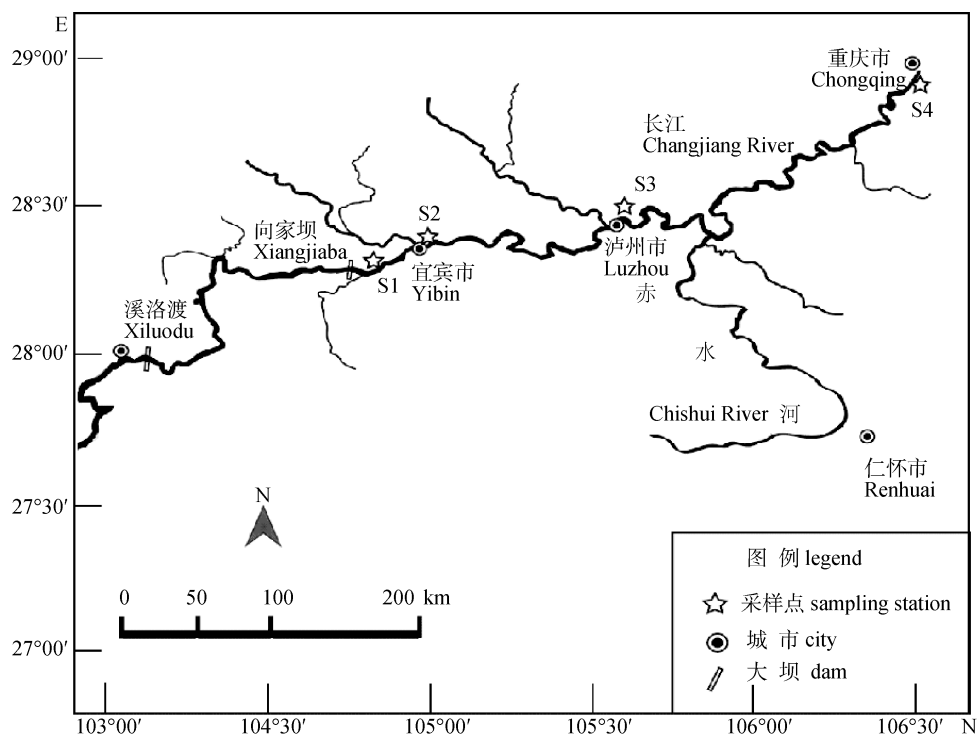 E
29°00′
28°30′
28°00′
27°30′
27°00′
重庆市
Chongqing
S4
长江
Changjiang River
S3
S2
向家坝
Xiangjiaba
S1
宜宾市
Yibin
泸州市
Luzhou
赤
水
河
Chishui River
溪洛渡
Xiluodu
仁怀市
Renhuai
N
0 50 100 200 km
图 例 legend
采样点 sampling station
城 市 city
大 坝 dam
103°00′ 104°30′ 105°00′ 105°30′ 106°00′ 106°30′ N